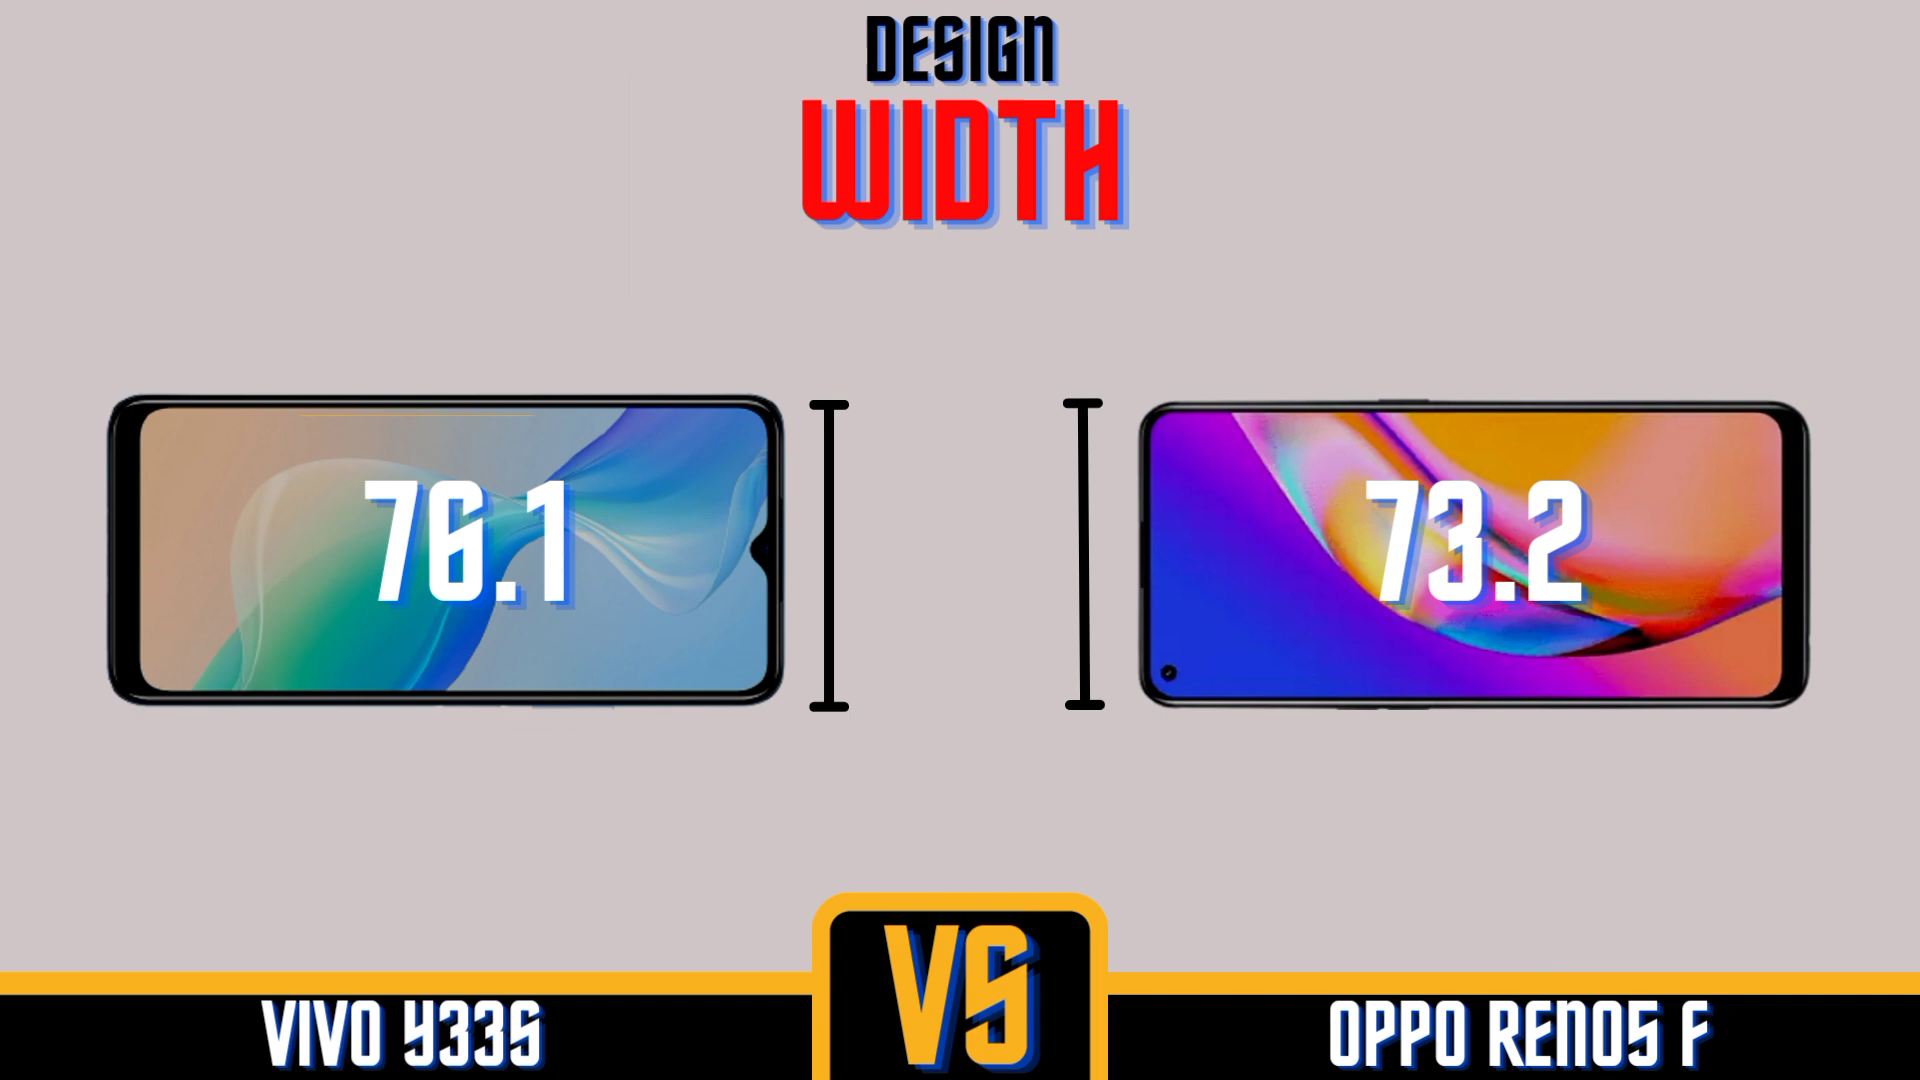 DESIGN
WIDTH
76.1
73.2
VS
VIVO Y33S
OPPO RENO5 F